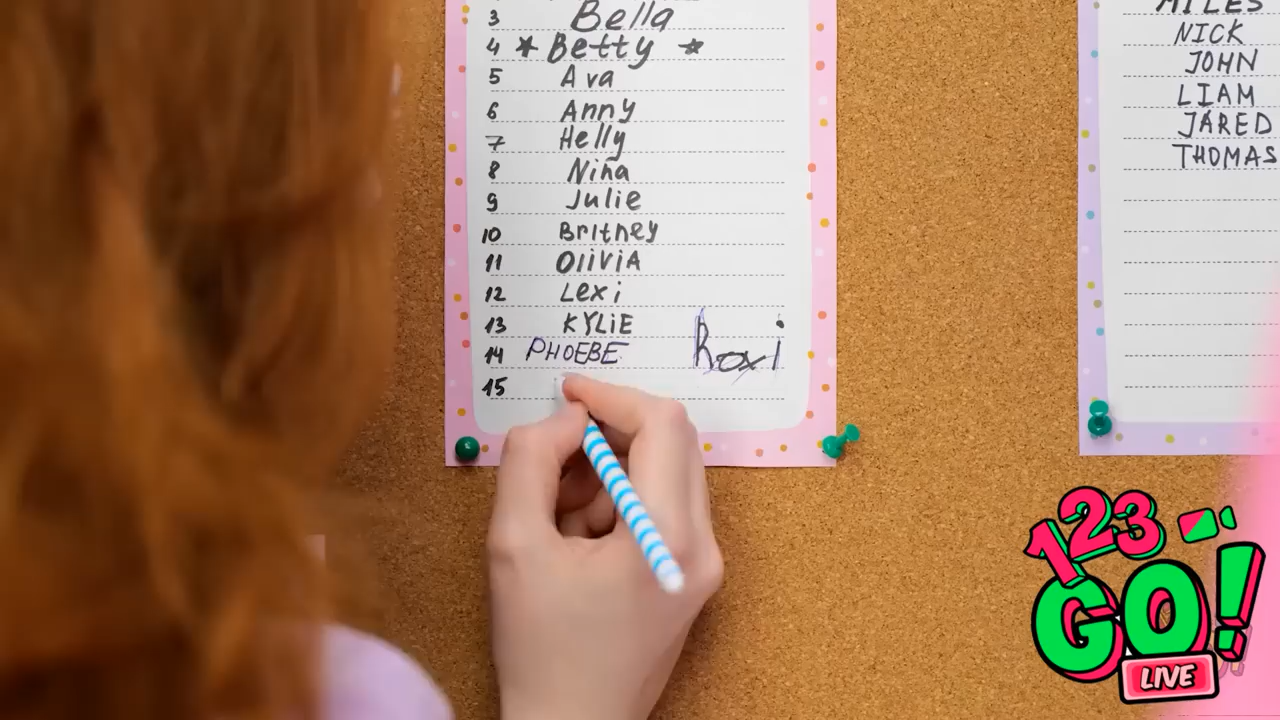 3 Bella
4 * Betty *
5 Ava
6 Anny
7 Helly
8 Nina
9 Julie
10 Britney
11 OliviA
12 Lexi
13 KYLiE
14 PHOEBE Roxi
15
MILES
NICK
JOHN
LIAM
JARED
THOMAS
123
GO!
LIVE